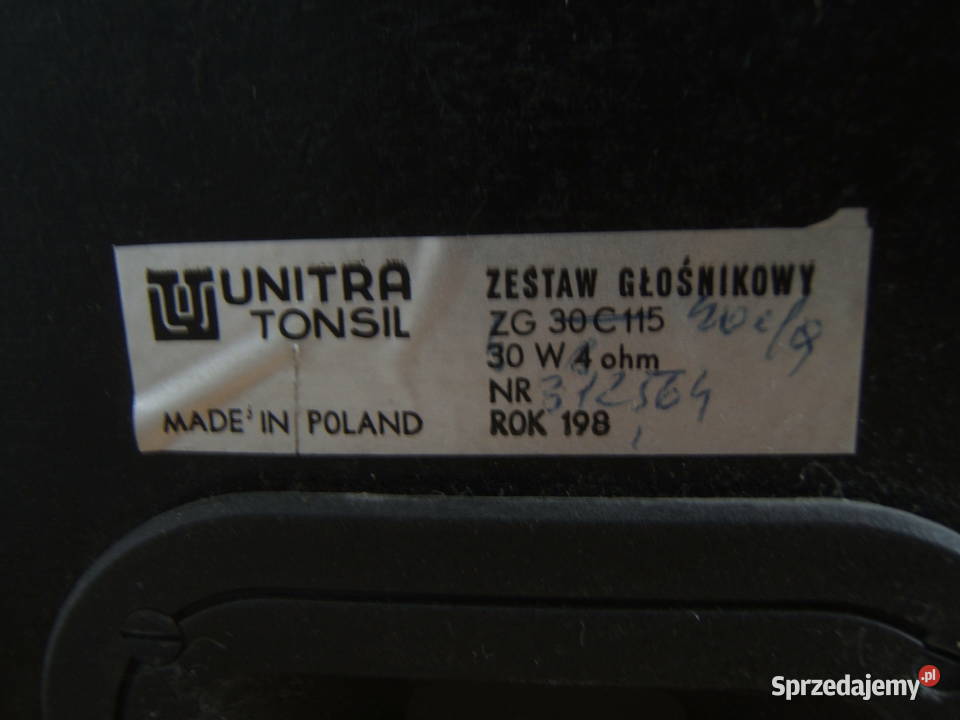 UNITRA
TONSIL
MADE IN POLAND
ZESTAW GŁOŚNIKOWY
ZG 30 C 115
30 W 4 ohm
NR 312564
ROK 198
Sprzedajemy.pl